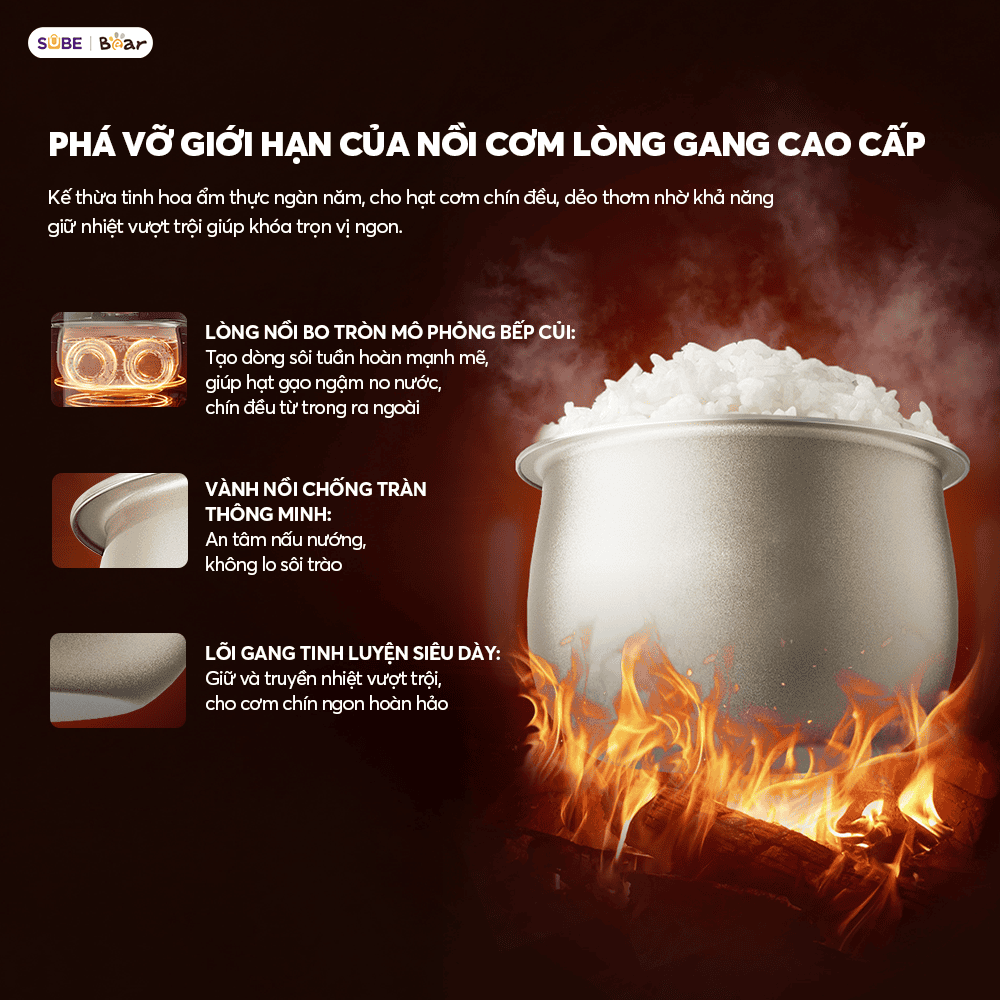 SUBE | Bear
PHÁ VỠ GIỚI HẠN CỦA NỒI CƠM LÒNG GANG CAO CẤP
Kế thừa tinh hoa ẩm thực ngàn năm, cho hạt cơm chín đều, dẻo thơm nhờ khả năng
giữ nhiệt vượt trội giúp khóa trọn vị ngon.
LÒNG NỒI BO TRÒN MÔ PHỎNG BẾP CỦI:
Tạo dòng sôi tuần hoàn mạnh mẽ,
giúp hạt gạo ngậm no nước,
chín đều từ trong ra ngoài
VÀNH NỒI CHỐNG TRÀN
THÔNG MINH:
An tâm nấu nướng,
không lo sôi trào
LÕI GANG TINH LUYỆN SIÊU DÀY:
Giữ và truyền nhiệt vượt trội,
cho cơm chín ngon hoàn hảo